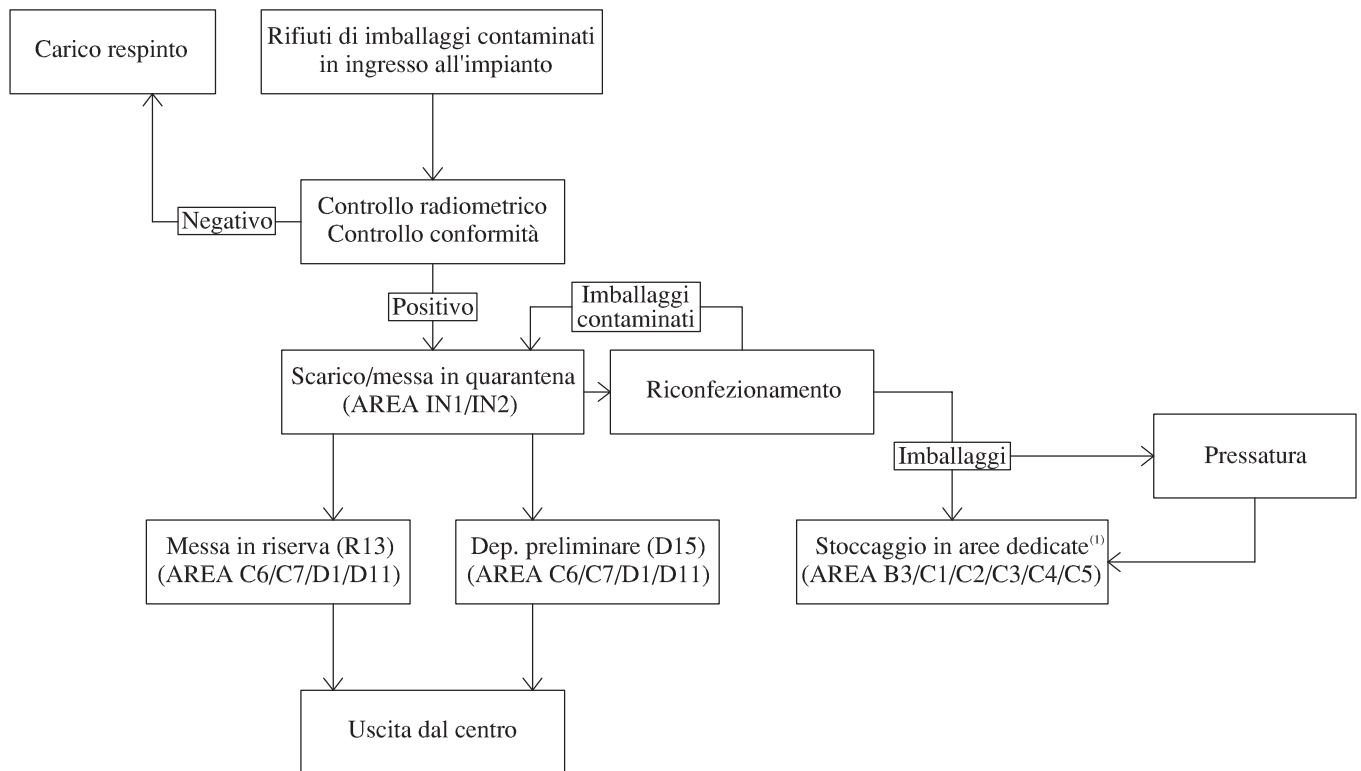 Carico respinto
Rifiuti di imballaggi contaminati
in ingresso all'impianto
Controllo radiometrico
Controllo conformità
Negativo
Positivo
Imballaggi
contaminati
Scarico/messa in quarantena
(AREA IN1/IN2)
Riconfezionamento
Imballaggi
Pressatura
Messa in riserva (R13)
(AREA C6/C7/D1/D11)
Dep. preliminare (D15)
(AREA C6/C7/D1/D11)
Stoccaggio in aree dedicate(1)
(AREA B3/C1/C2/C3/C4/C5)
Uscita dal centro